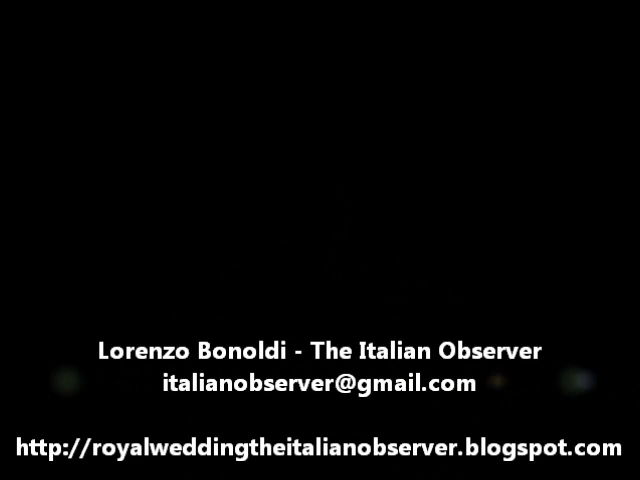 Lorenzo Bonoldi - The Italian Observer
italianobserver@gmail.com
http://royalweddingtheitalianobserver.blogspot.com